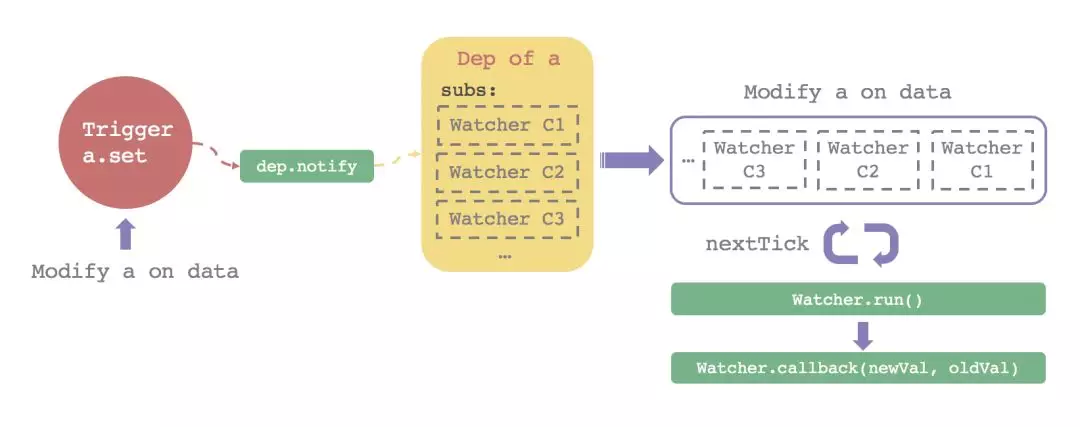 Trigger
a.set
Modify a on data
dep.notify
Dep of a
subs:
Watcher C1
Watcher C2
Watcher C3
…
Modify a on data
…
Watcher
C3
Watcher
C2
Watcher
C1
nextTick
Watcher.run()
Watcher.callback(newVal, oldVal)